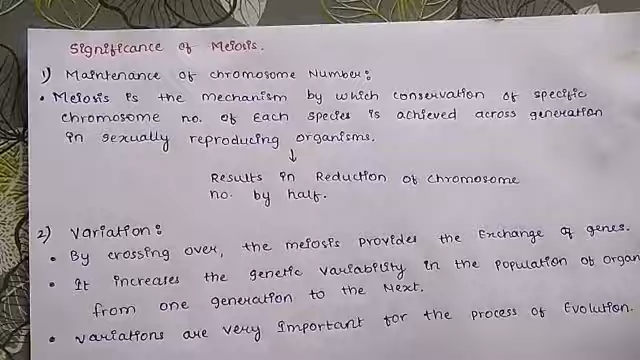 Significance of Meiosis.
1) Maintenance of chromosome Number:
• Meiosis is the mechanism by which conservation of specific
chromosome no. of Each species is achieved across generation
in sexually reproducing organisms.
↓
Results in Reduction of chromosome
no. by half.
2) Variation:
• By crossing over, the meiosis provides the Exchange of genes.
• It increases the genetic variability in the population of organ
from one generation to the Next.
• Variations are very Important for the process of Evolution.